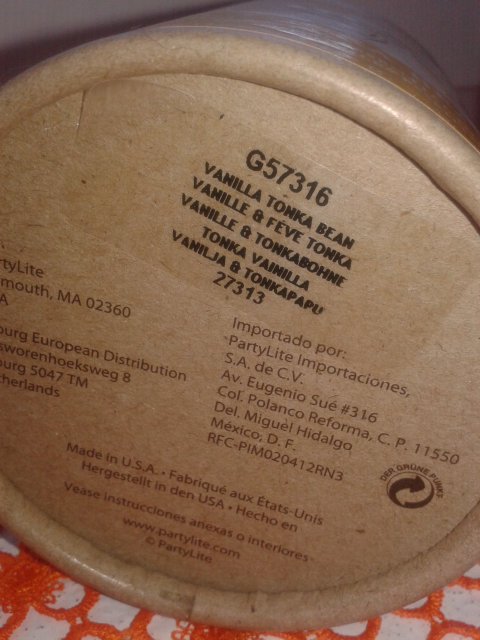 G57316
VANILLA TONKA BEAN
VANILLE & FÈVE TONKA
VANILLE & TONKABOHNE
TONKA VAINILLA
VANILJA & TONKAPAPU
27313
rtyLite
mouth, MA 02360
A
burg European Distribution
sworenhoeksweg 8
burg 5047 TM
herlands
Importado por:
PartyLite Importaciones,
S.A. de C.V.
Av. Eugenio Sué #316
Col. Polanco Reforma, C. P. 11550
Del. Miguel Hidalgo
México, D. F.
RFC-PIM020412RN3
DER GRÜNE PUNKT
Made in U.S.A. • Fabriqué aux États-Unis
Hergestellt in den USA • Hecho en
Vease instrucciones anexas o interiores
www.partylite.com
© PartyLite